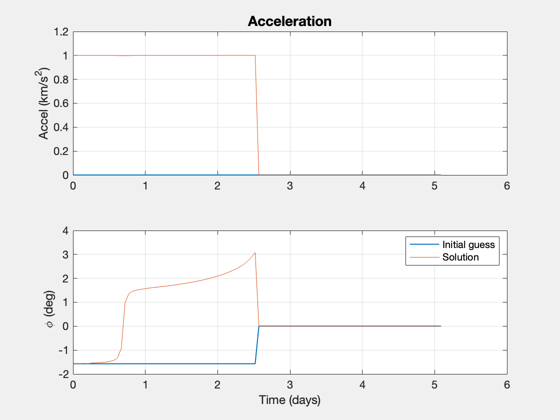 Acceleration
Accel (km/s²)
1.2
1
0.8
0.6
0.4
0.2
0
0 1 2 3 4 5 6
ϕ (deg)
4
3
2
1
0
-1
-2
Initial guess
Solution
0 1 2 3 4 5 6
Time (days)